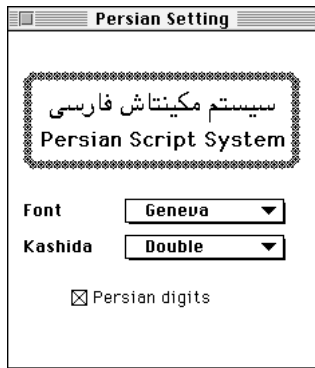 Persian Setting
سیستم مکینتاش فارسی
Persian Script System
Font Geneva
Kashida Double
Persian digits